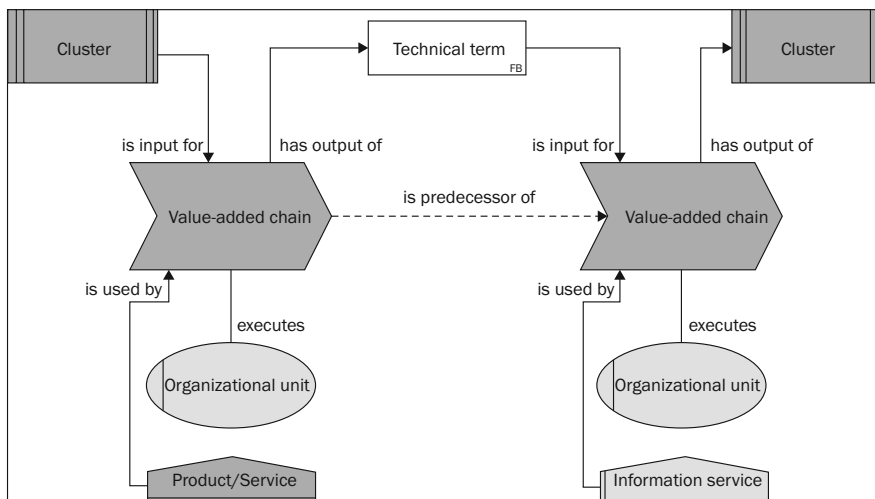 Cluster
Technical term
FB
Cluster
is input for
has output of
is input for
has output of
is predecessor of
Value-added chain
Value-added chain
is used by
is used by
executes
executes
Organizational unit
Organizational unit
Product/Service
Information service